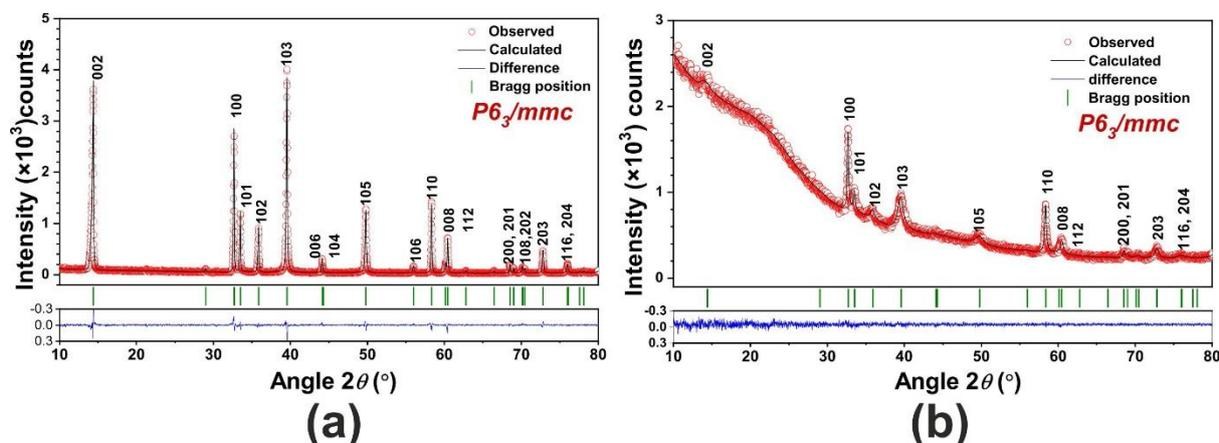 5
4
3
2
1
0
-0.3
0.0
0.3
10 20 30 40 50 60 70 80
Intensity (×10³)counts
Angle 2θ (°)
Observed
Calculated
Difference
Bragg position
P6₃/mmc
002
100
101
102
103
006
104
105
106
110
008
112
200, 201
108,202
203
116, 204
(a)
3
2
1
0
-0.3
0.0
0.3
10 20 30 40 50 60 70 80
Intensity (×10³) counts
Angle 2θ (°)
Observed
Calculated
difference
Bragg position
P6₃/mmc
002
100
101
102
103
105
110
008
112
200, 201
203
116, 204
(b)